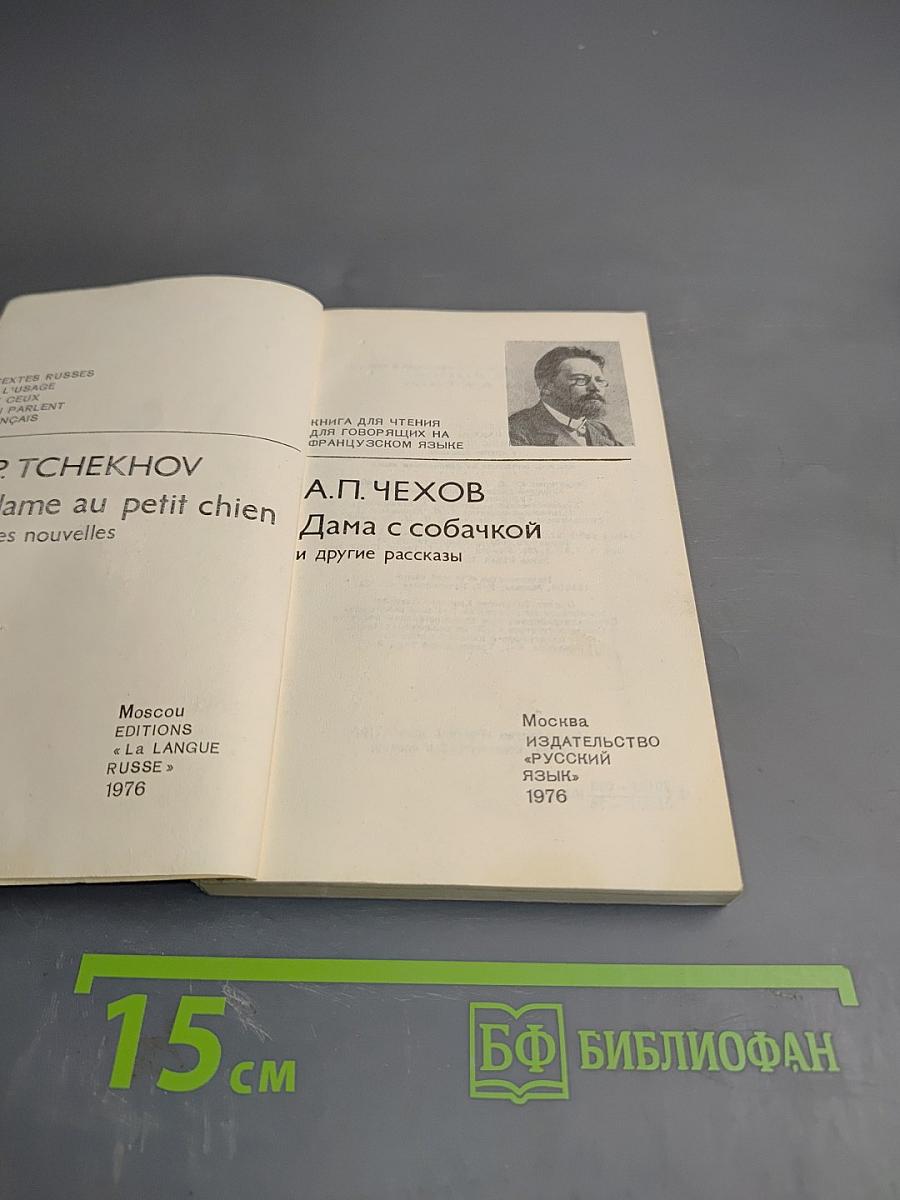 TEXTES RUSSES
L'USAGE
CEUX
PARLENT
P. TCHEKHOV
dame au petit chien
nouvelles
Moscou
EDITIONS
« La LANGUE
RUSSE »
1976
КНИГА ДЛЯ ЧТЕНИЯ
ДЛЯ ГОВОРЯЩИХ НА
ФРАНЦУЗСКОМ ЯЗЫКЕ
А.П. ЧЕХОВ
Дама с собачкой
и другие рассказы
Москва
ИЗДАТЕЛЬСТВО
«РУССКИЙ
ЯЗЫК»
1976
15 см
БФ БИБЛИОФАН